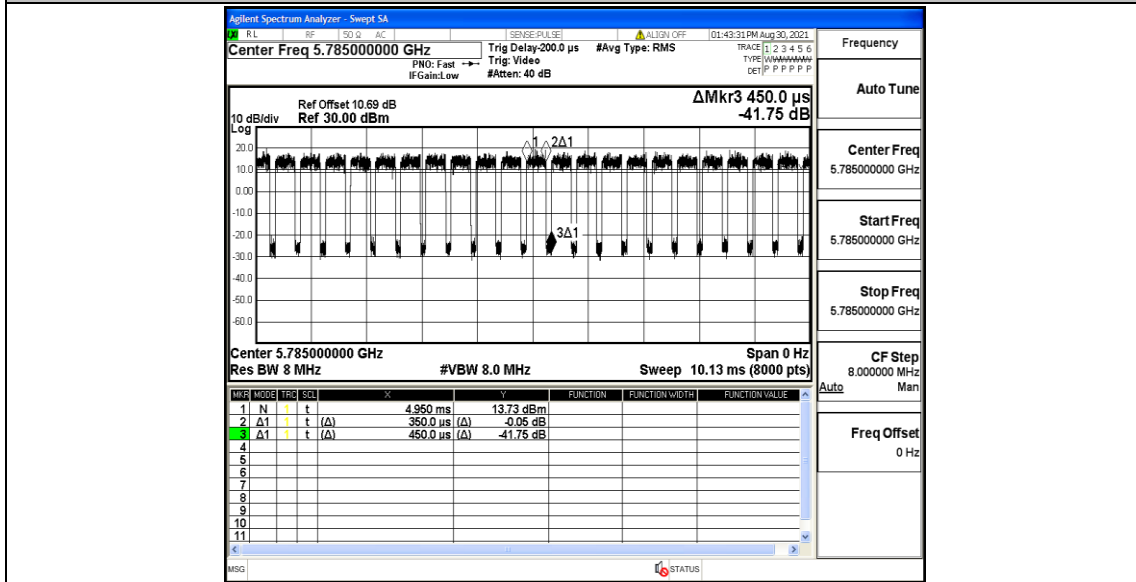 Agilent Spectrum Analyzer - Swept SA
RL RF 50 Ω AC SENSE:PULSE ALIGN OFF 01:43:31 PM Aug 30, 2021
Center Freq 5.785000000 GHz
PNO: Fast
IFGain:Low
Trig Delay-200.0 µs
Trig: Video
#Atten: 40 dB
#Avg Type: RMS
TRACE 1 2 3 4 5 6
TYPE
DET P P P P P P
Frequency
Auto Tune
Center Freq
5.785000000 GHz
Start Freq
5.785000000 GHz
Stop Freq
5.785000000 GHz
CF Step
8.000000 MHz
Auto Man
Freq Offset
0 Hz
ΔMkr3 450.0 µs
-41.75 dB
Ref Offset 10.69 dB
10 dB/div Ref 30.00 dBm
Log
20.0
10.0
0.00
-10.0
-20.0
-30.0
-40.0
-50.0
-60.0
1 2Δ1
3Δ1
Center 5.785000000 GHz Span 0 Hz
Res BW 8 MHz #VBW 8.0 MHz Sweep 10.13 ms (8000 pts)
MKR MODE TRC SCL X Y FUNCTION FUNCTION WIDTH FUNCTION VALUE
1 N 1 t 4.950 ms 13.73 dBm
2 Δ1 1 t (Δ) 350.0 µs (Δ) -0.05 dB
3 Δ1 1 t (Δ) 450.0 µs (Δ) -41.75 dB
4
5
6
7
8
9
10
11
MSG STATUS